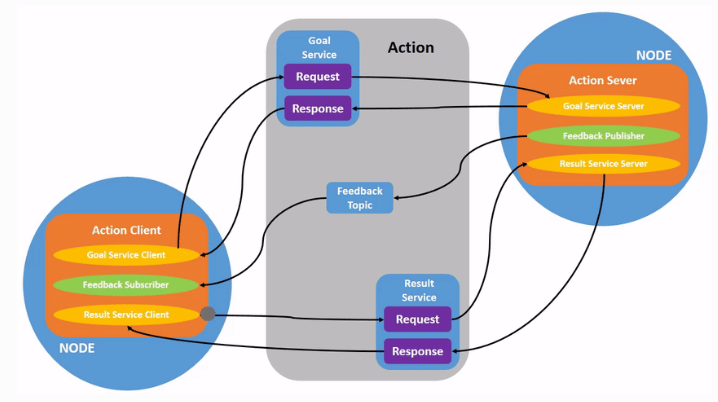 Goal
Service
Request
Response
Action
NODE
Action Sever
Goal Service Server
Feedback Publisher
Result Service Server
Feedback
Topic
Action Client
Goal Service Client
Feedback Subscriber
Result Service Client
NODE
Result
Service
Request
Response